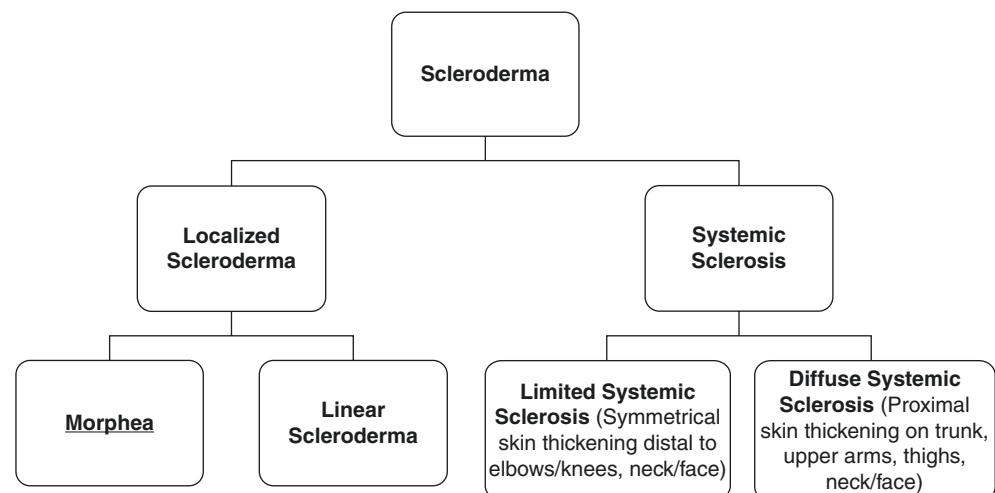 Scleroderma
Localized
Scleroderma
Systemic
Sclerosis
Morphea
Linear
Scleroderma
Limited Systemic
Sclerosis (Symmetrical
skin thickening distal to
elbows/knees, neck/face)
Diffuse Systemic
Sclerosis (Proximal
skin thickening on trunk,
upper arms, thighs,
neck/face)